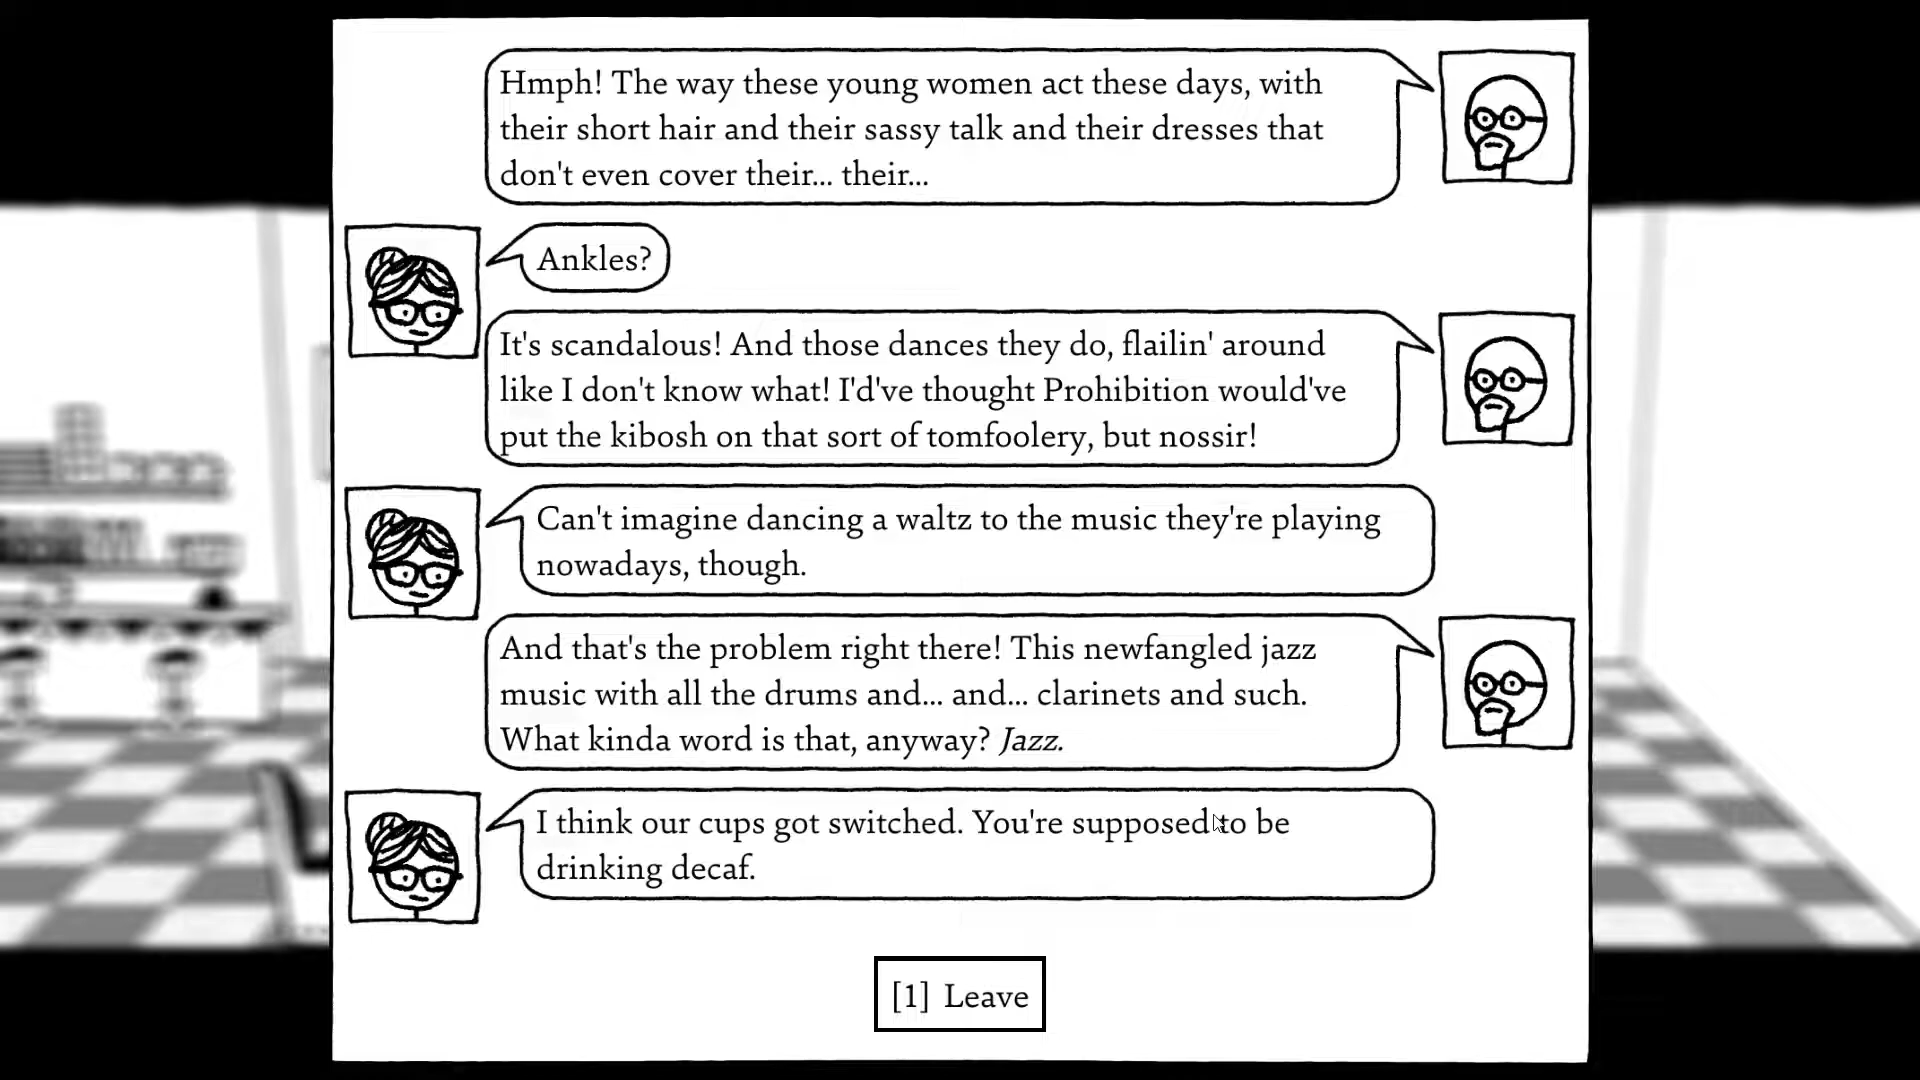 Hmph! The way these young women act these days, with
their short hair and their sassy talk and their dresses that
don't even cover their... their...
Ankles?
It's scandalous! And those dances they do, flailin' around
like I don't know what! I'd've thought Prohibition would've
put the kibosh on that sort of tomfoolery, but nossir!
Can't imagine dancing a waltz to the music they're playing
nowadays, though.
And that's the problem right there! This newfangled jazz
music with all the drums and... and... clarinets and such.
What kinda word is that, anyway? Jazz.
I think our cups got switched. You're supposed to be
drinking decaf.
[1] Leave